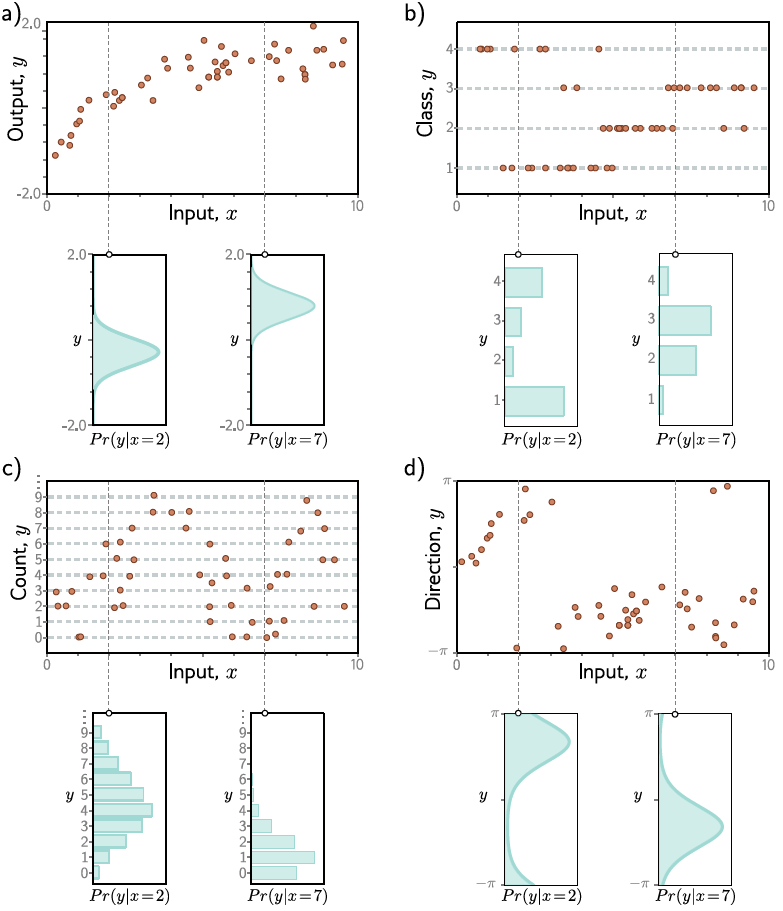 a)
2.0
Output, y
-2.0
0
Input, x
10
2.0
y
-2.0
Pr(y|x=2)
2.0
y
-2.0
Pr(y|x=7)
b)
4
3
Class, y
2
1
0
Input, x
10
4
3
y
2
1
Pr(y|x=2)
4
3
y
2
1
Pr(y|x=7)
c)
⋮
9
8
7
6
5
4
3
2
1
0
Count, y
0
Input, x
10
⋮
9
8
7
6
5
y
4
3
2
1
0
Pr(y|x=2)
⋮
9
8
7
6
5
y
4
3
2
1
0
Pr(y|x=7)
d)
π
Direction, y
−π
0
Input, x
10
π
y
−π
Pr(y|x=2)
π
y
−π
Pr(y|x=7)